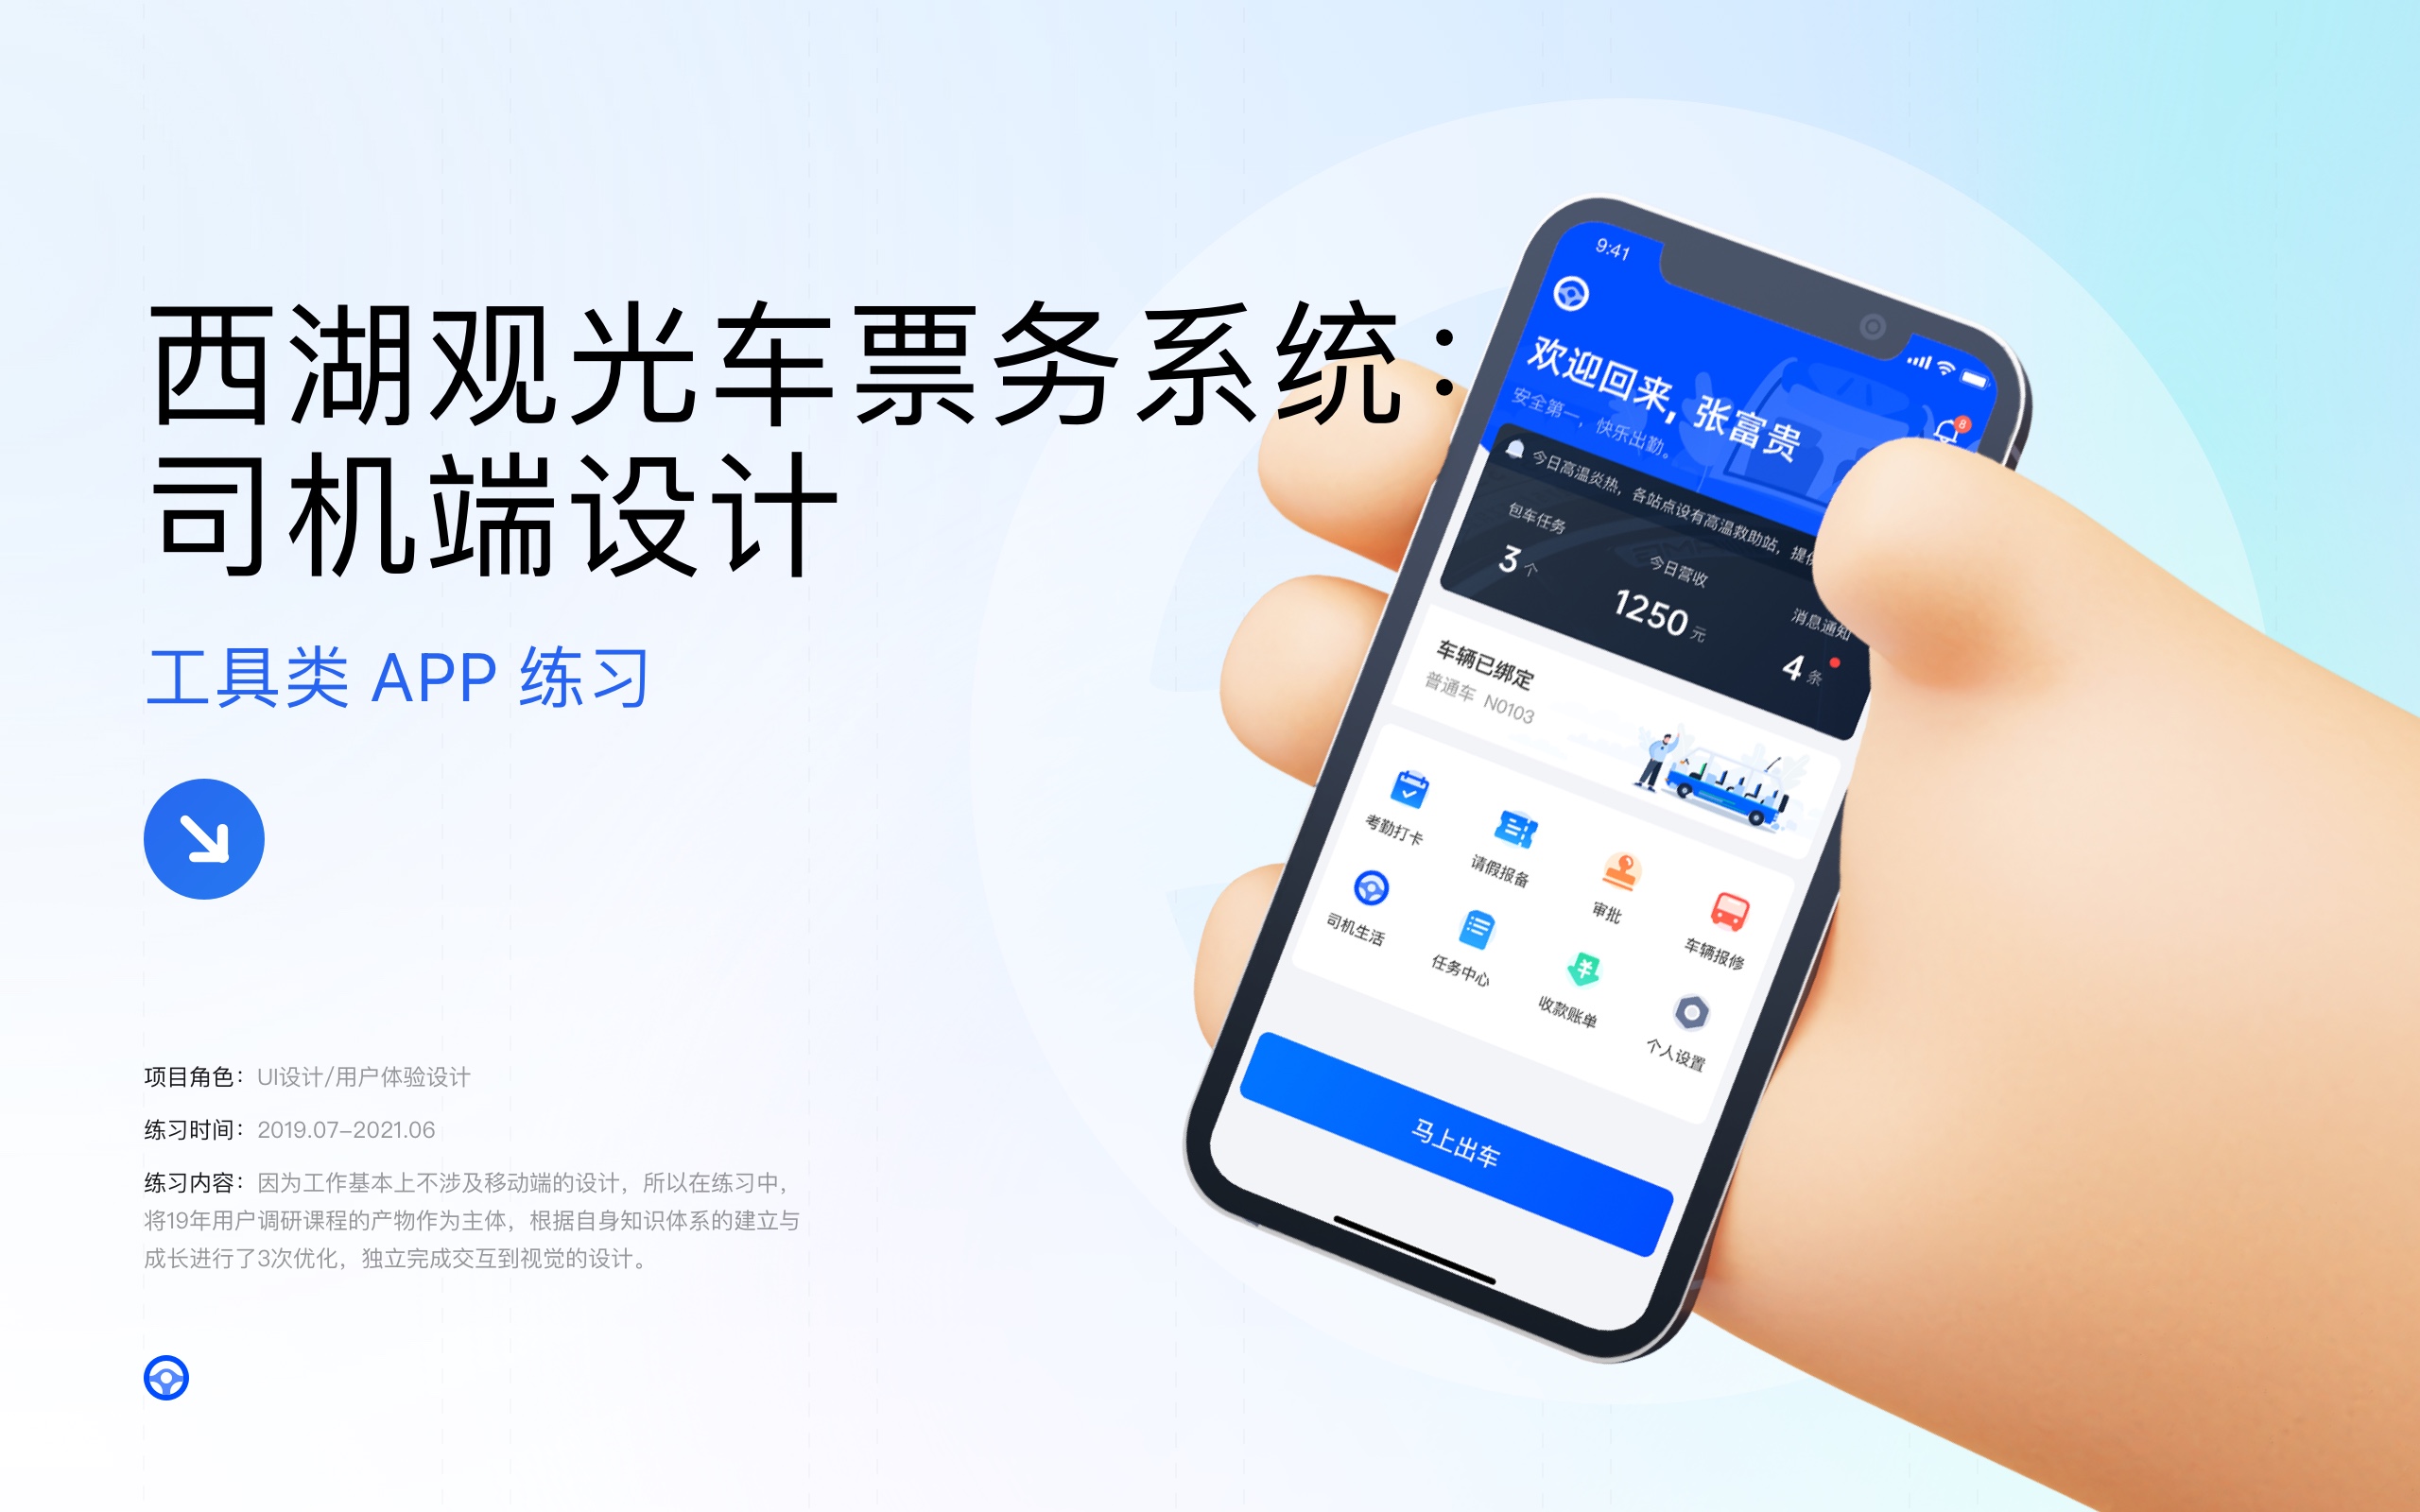 西湖观光车票务系统：
司机端设计
工具类 APP 练习
项目角色：UI设计/用户体验设计
练习时间：2019.07-2021.06
练习内容：因为工作基本上不涉及移动端的设计，所以在练习中，
将19年用户调研课程的产物作为主体，根据自身知识体系的建立与
成长进行了3次优化，独立完成交互到视觉的设计。
9:41
8
欢迎回来，张富贵
安全第一，快乐出勤。
今日高温炎热，各站点设有高温救助站，提供
包车任务
3 个
今日营收
1250 元
消息通知
4 条
车辆已绑定
普通车 N0103
考勤打卡
请假报备
审批
车辆报修
司机生活
任务中心
收款账单
个人设置
马上出车